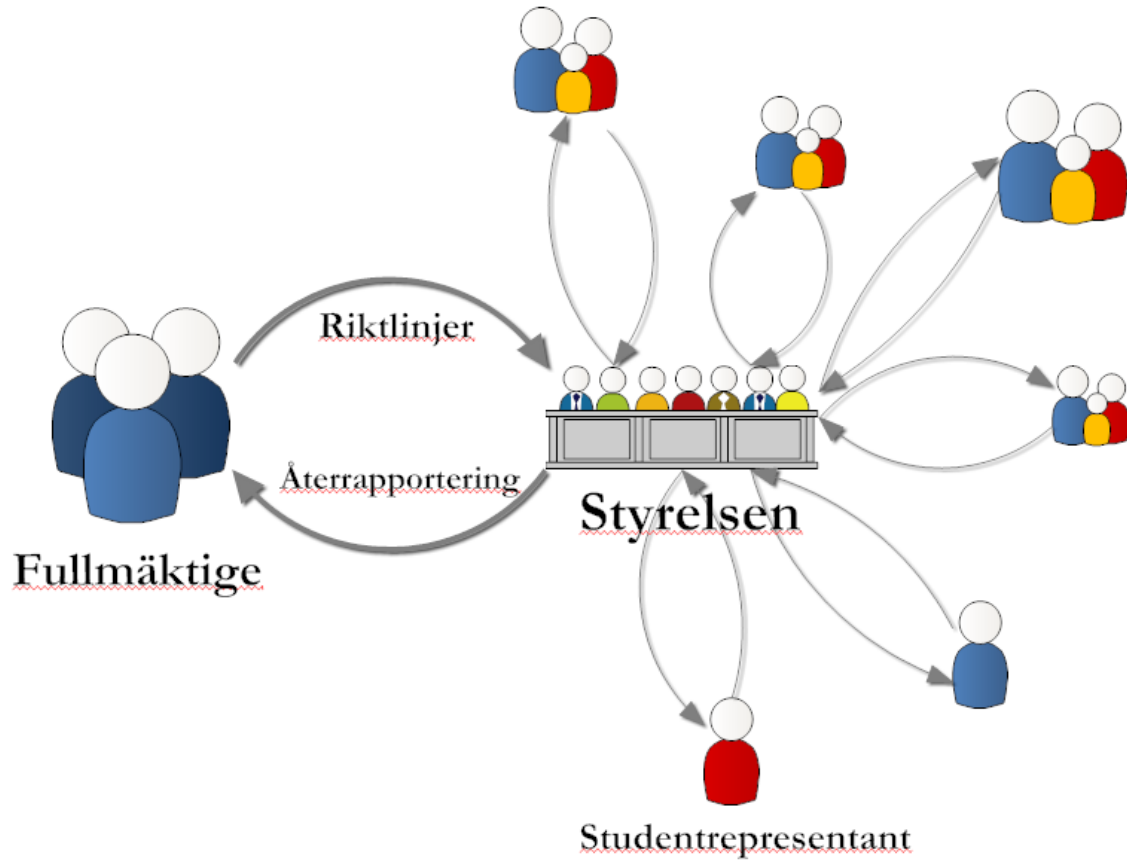 Riktlinjer
Återrapportering
Styrelsen
Fullmäktige
Studentrepresentant